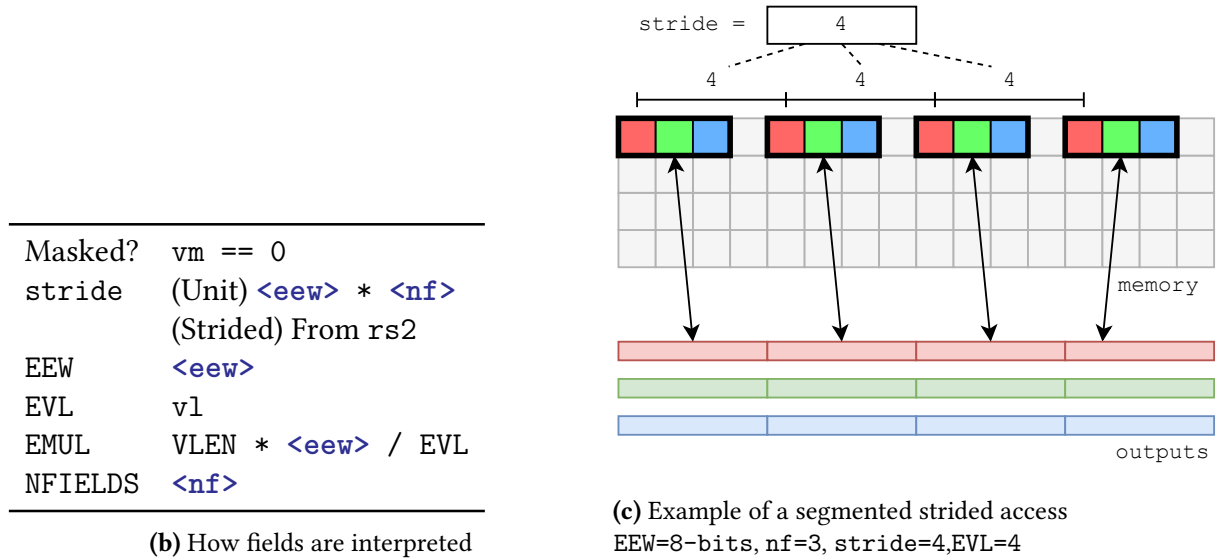 Masked? vm == 0
stride (Unit) <eew> * <nf>
(Strided) From rs2
EEW <eew>
EVL vl
EMUL VLEN * <eew> / EVL
NFIELDS <nf>
(b) How fields are interpreted
stride = 4
4 4 4
memory
outputs
(c) Example of a segmented strided access
EEW=8-bits, nf=3, stride=4,EVL=4